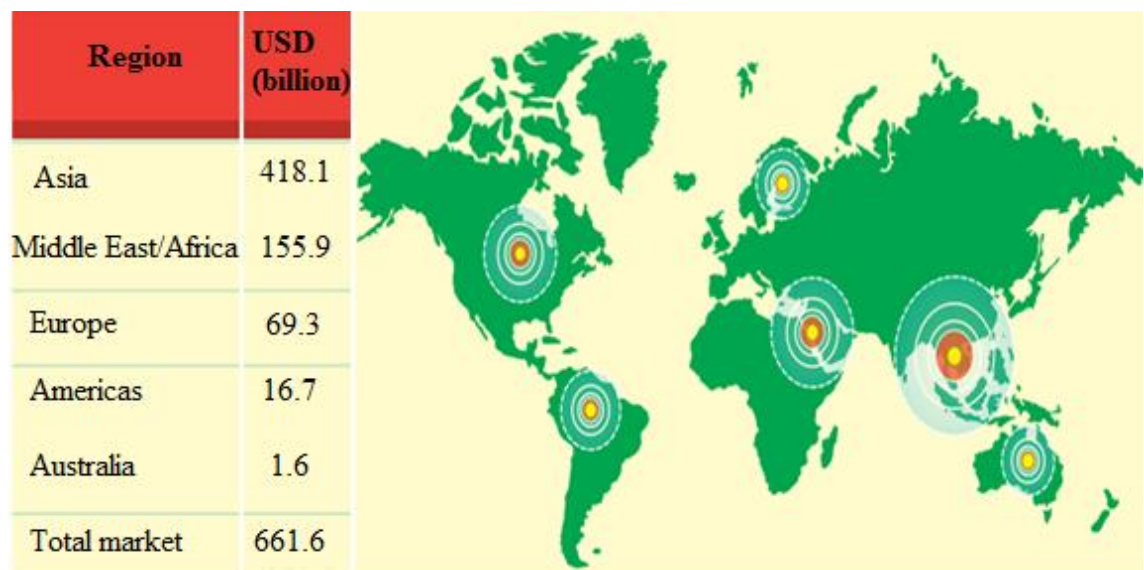 Region USD
(billion)
Asia 418.1
Middle East/Africa 155.9
Europe 69.3
Americas 16.7
Australia 1.6
Total market 661.6